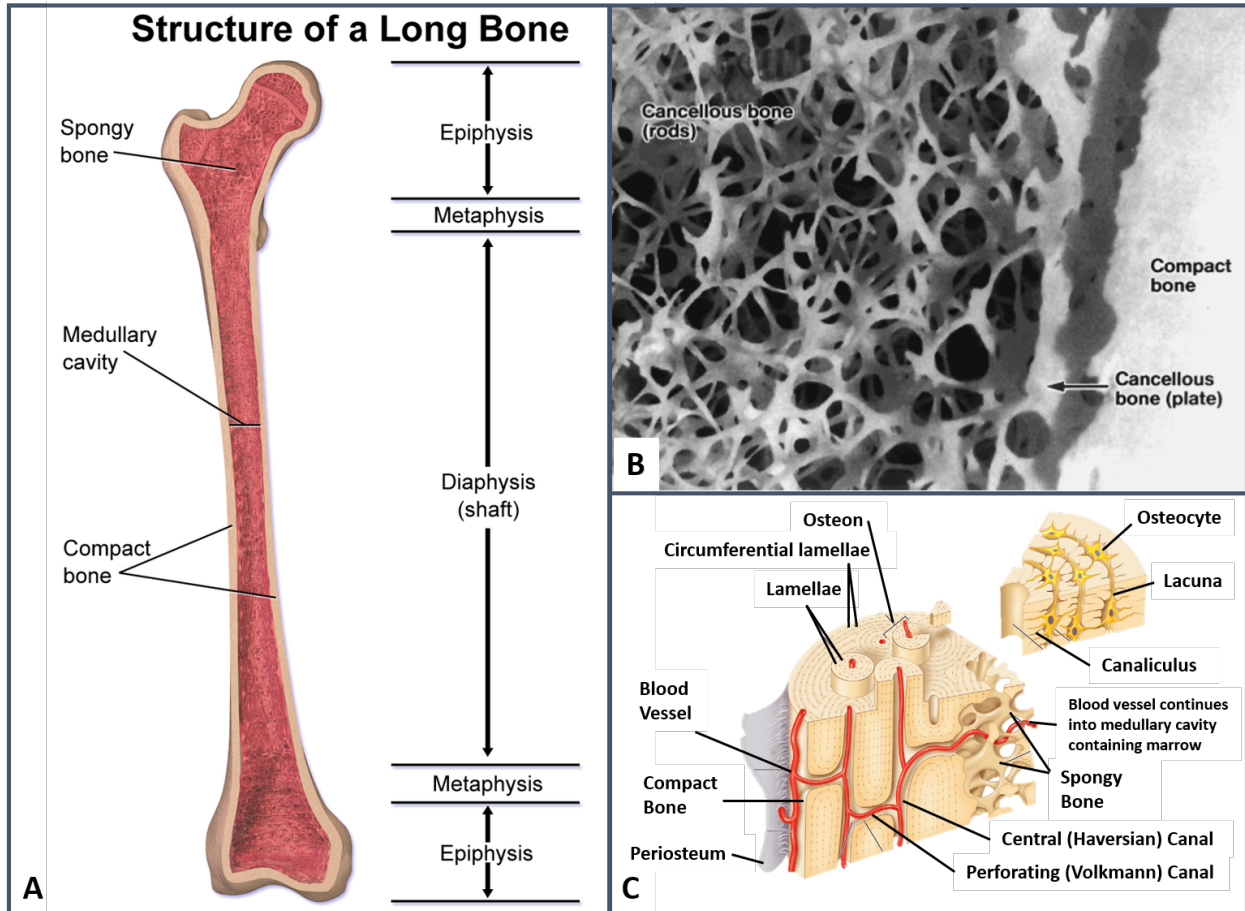 Structure of a Long Bone
Spongy
bone
Medullary
cavity
Compact
bone
Epiphysis
Metaphysis
Diaphysis
(shaft)
Metaphysis
Epiphysis
A
Cancellous bone
(rods)
Compact
bone
Cancellous
bone (plate)
B
Osteon
Circumferential lamellae
Lamellae
Blood
Vessel
Compact
Bone
Periosteum
Osteocyte
Lacuna
Canaliculus
Blood vessel continues
into medullary cavity
containing marrow
Spongy
Bone
Central (Haversian) Canal
Perforating (Volkmann) Canal
C